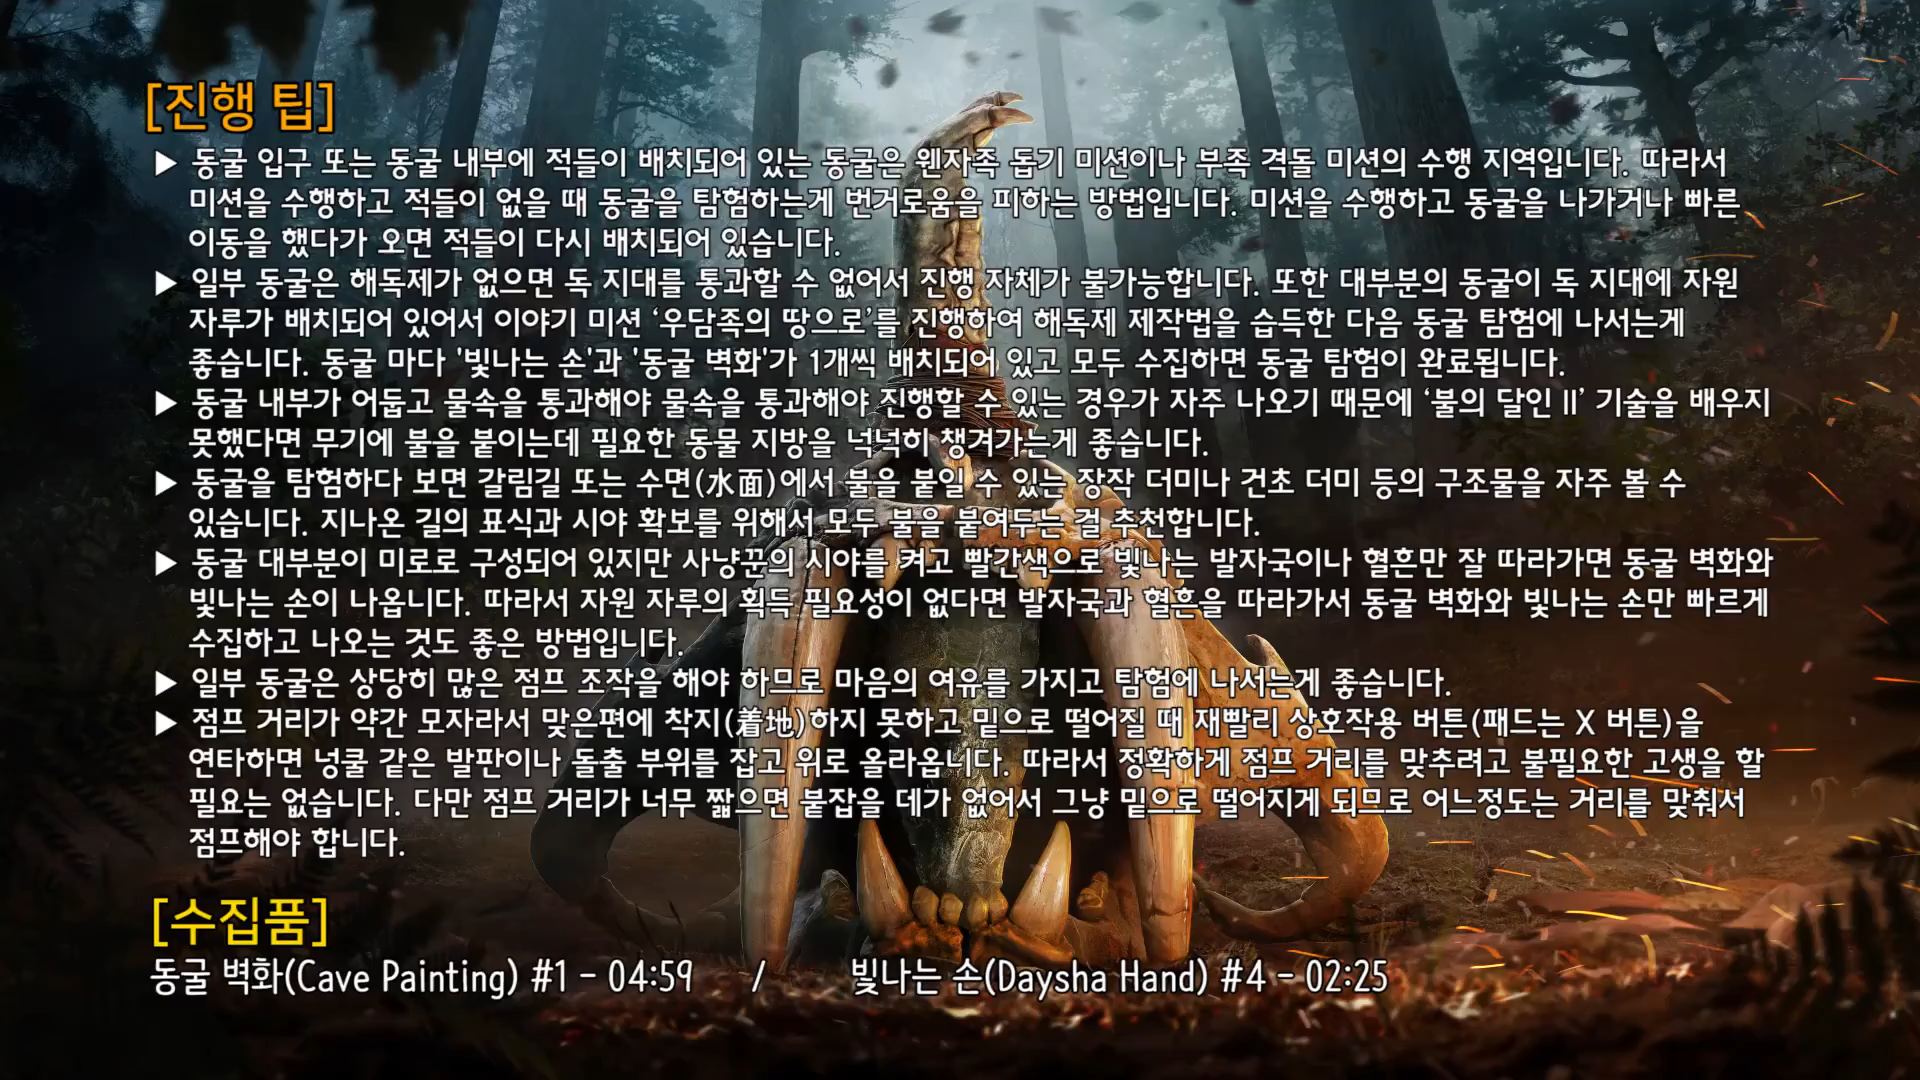 [진행 팁]
▶ 동굴 입구 또는 동굴 내부에 적들이 배치되어 있는 동굴은 웬자족 돕기 미션이나 부족 격돌 미션의 수행 지역입니다. 따라서
미션을 수행하고 적들이 없을 때 동굴을 탐험하는게 번거로움을 피하는 방법입니다. 미션을 수행하고 동굴을 나가거나 빠른
이동을 했다가 오면 적들이 다시 배치되어 있습니다.
▶ 일부 동굴은 해독제가 없으면 독 지대를 통과할 수 없어서 진행 자체가 불가능합니다. 또한 대부분의 동굴이 독 지대에 자원
자루가 배치되어 있어서 이야기 미션 ‘우담족의 땅으로’를 진행하여 해독제 제작법을 습득한 다음 동굴 탐험에 나서는게
좋습니다. 동굴 마다 '빛나는 손'과 '동굴 벽화'가 1개씩 배치되어 있고 모두 수집하면 동굴 탐험이 완료됩니다.
▶ 동굴 내부가 어둡고 물속을 통과해야 물속을 통과해야 진행할 수 있는 경우가 자주 나오기 때문에 ‘불의 달인 II’ 기술을 배우지
못했다면 무기에 불을 붙이는데 필요한 동물 지방을 넉넉히 챙겨가는게 좋습니다.
▶ 동굴을 탐험하다 보면 갈림길 또는 수면(水面)에서 불을 붙일 수 있는 장작 더미나 건초 더미 등의 구조물을 자주 볼 수
있습니다. 지나온 길의 표식과 시야 확보를 위해서 모두 불을 붙여두는 걸 추천합니다.
▶ 동굴 대부분이 미로로 구성되어 있지만 사냥꾼의 시야를 켜고 빨간색으로 빛나는 발자국이나 혈흔만 잘 따라가면 동굴 벽화와
빛나는 손이 나옵니다. 따라서 자원 자루의 획득 필요성이 없다면 발자국과 혈흔을 따라가서 동굴 벽화와 빛나는 손만 빠르게
수집하고 나오는 것도 좋은 방법입니다.
▶ 일부 동굴은 상당히 많은 점프 조작을 해야 하므로 마음의 여유를 가지고 탐험에 나서는게 좋습니다.
▶ 점프 거리가 약간 모자라서 맞은편에 착지(着地)하지 못하고 밑으로 떨어질 때 재빨리 상호작용 버튼(패드는 X 버튼)을
연타하면 넝쿨 같은 발판이나 돌출 부위를 잡고 위로 올라옵니다. 따라서 정확하게 점프 거리를 맞추려고 불필요한 고생을 할
필요는 없습니다. 다만 점프 거리가 너무 짧으면 붙잡을 데가 없어서 그냥 밑으로 떨어지게 되므로 어느정도는 거리를 맞춰서
점프해야 합니다.
[수집품]
동굴 벽화(Cave Painting) #1 - 04:59 / 빛나는 손(Daysha Hand) #4 - 02:25